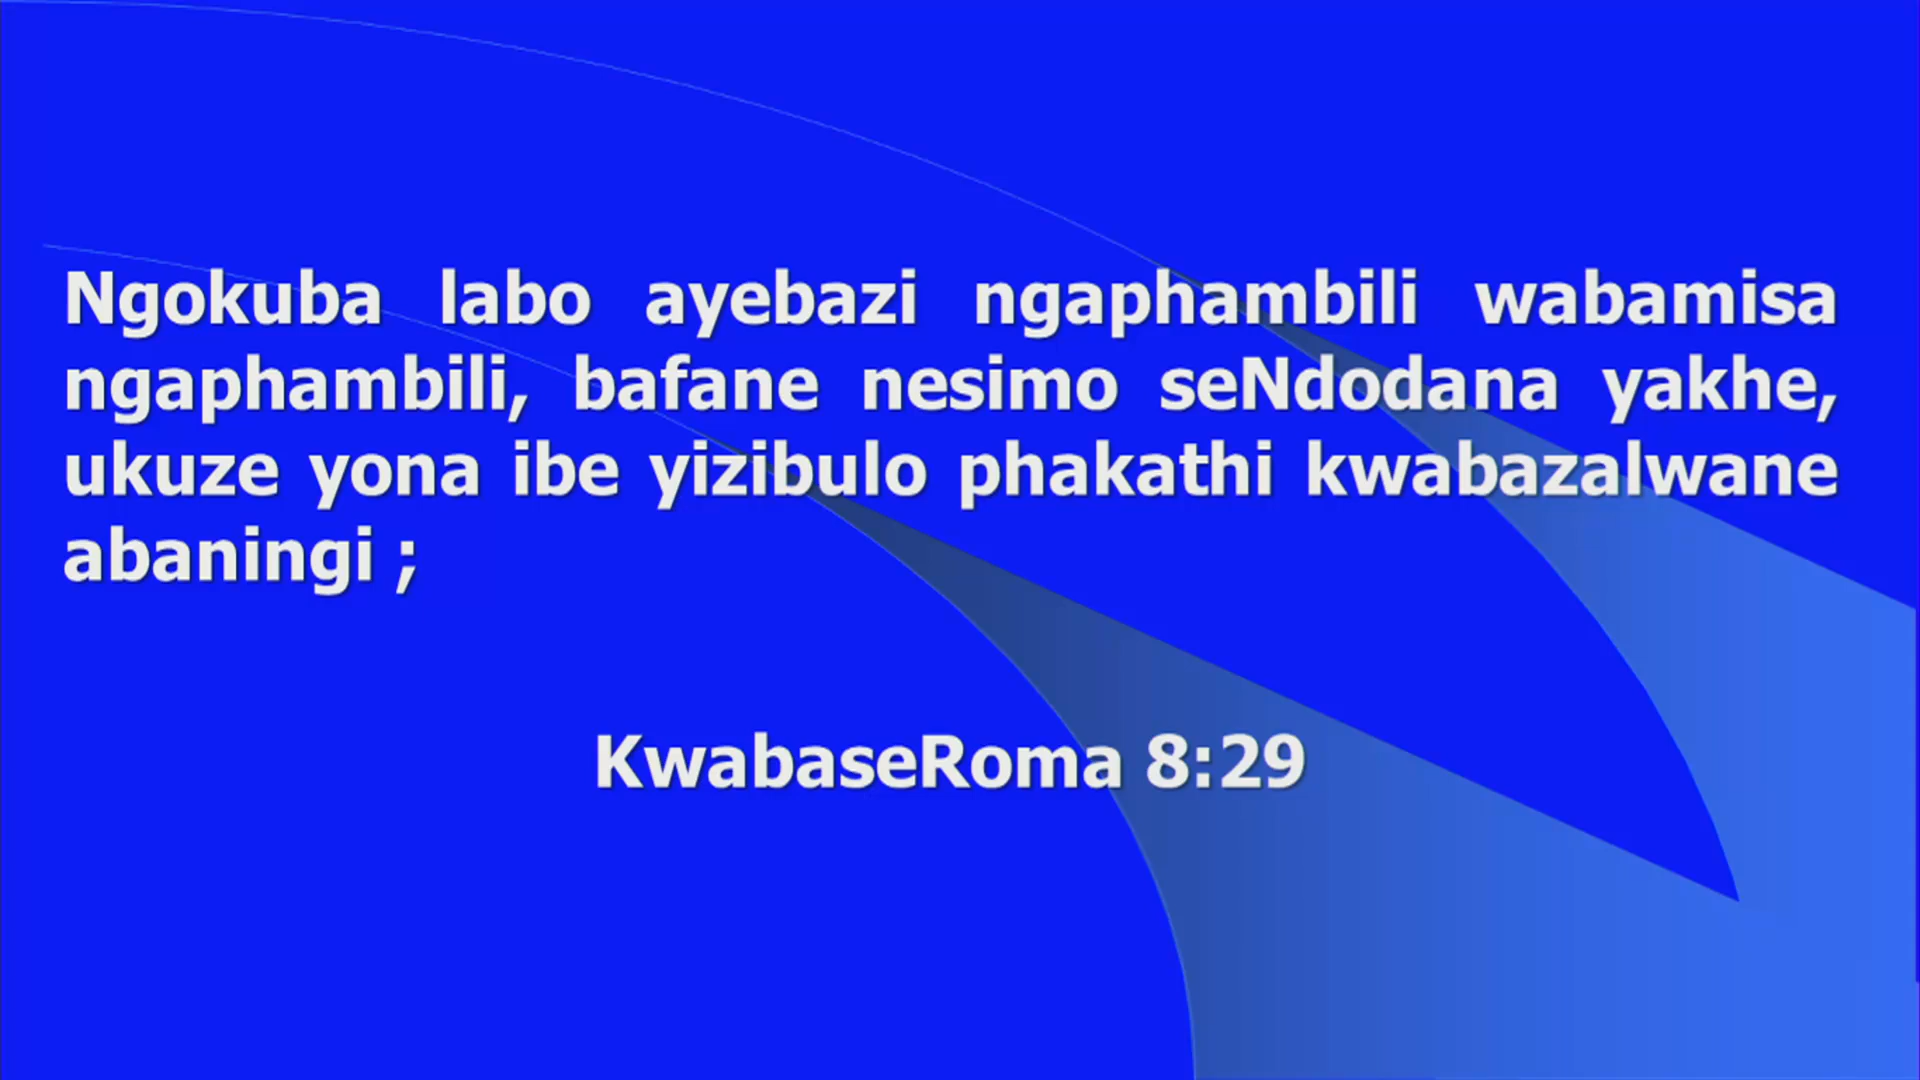 Ngokuba labo ayebazi ngaphambili wabamisa
ngaphambili, bafane nesimo seNdodana yakhe,
ukuze yona ibe yizibulo phakathi kwabazalwane
abaningi ;
KwabaseRoma 8:29